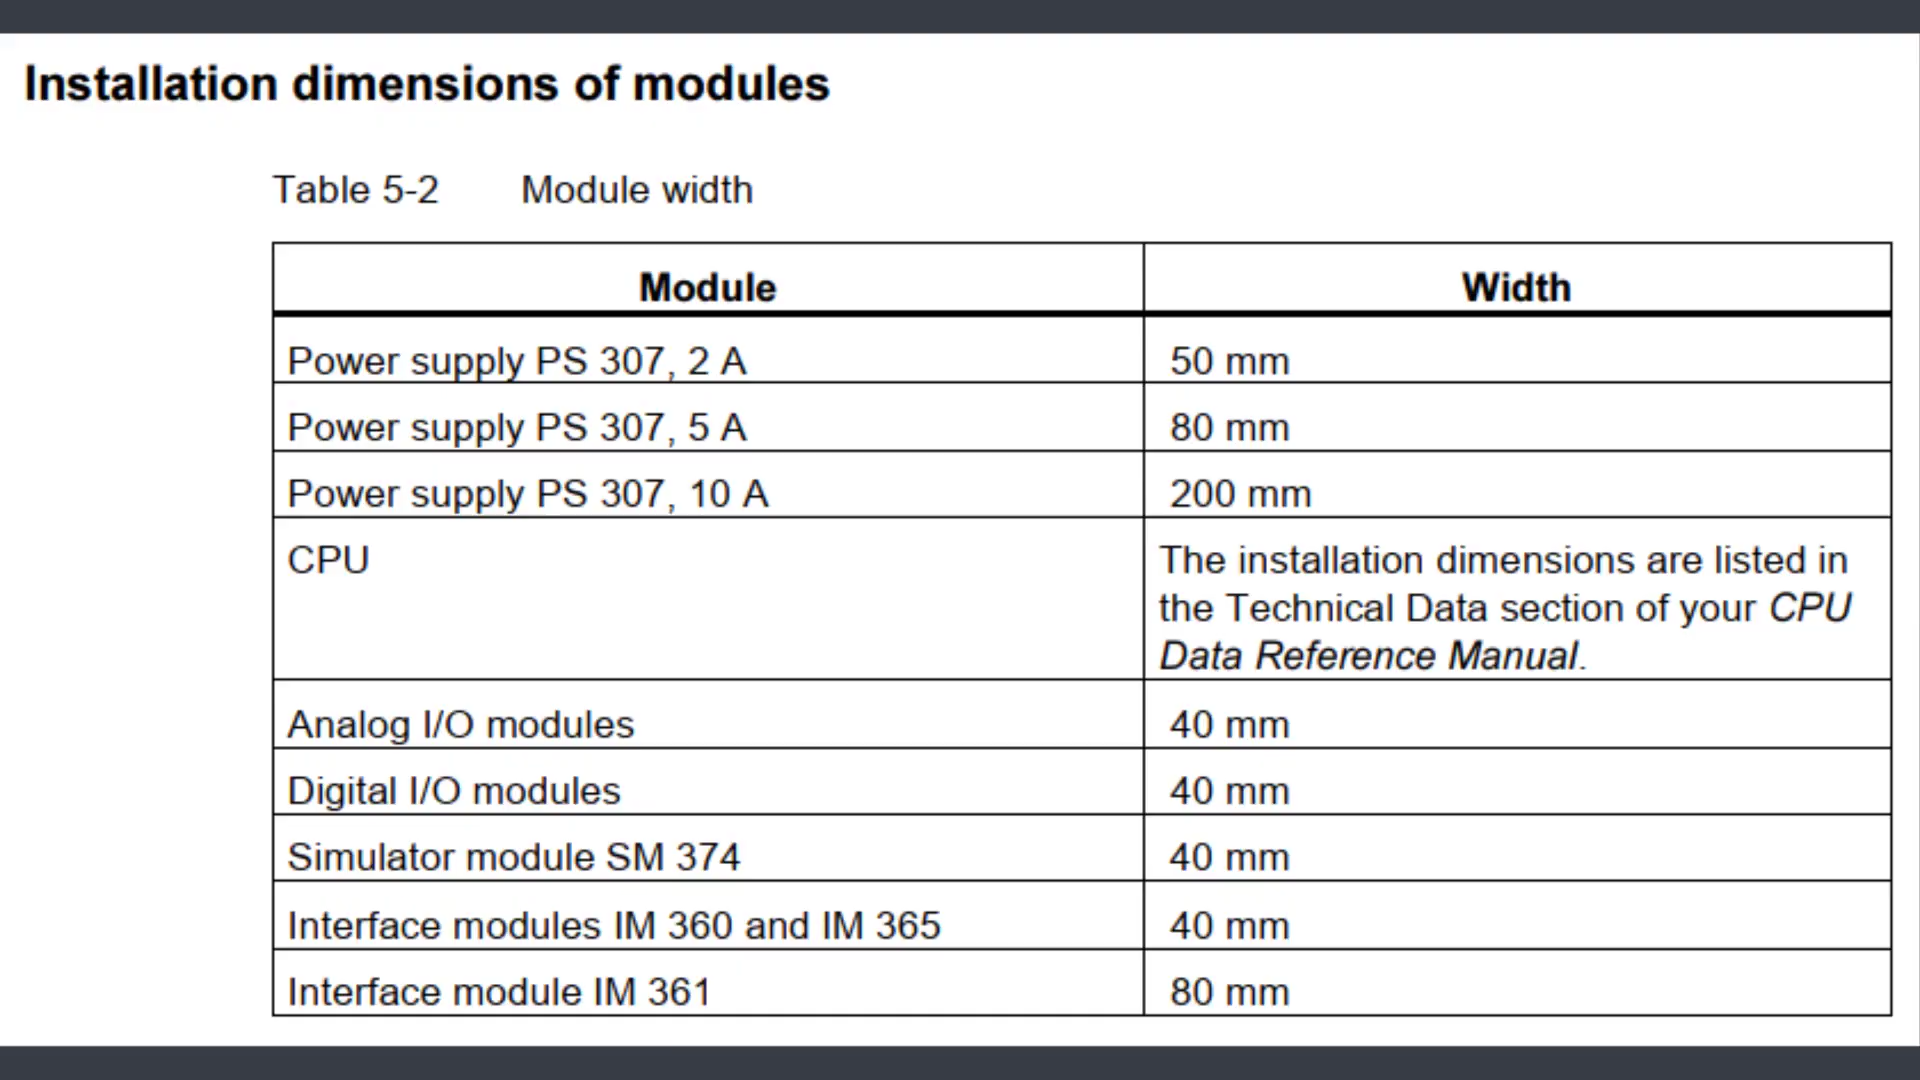 Installation dimensions of modules
Table 5-2 Module width
Module Width
Power supply PS 307, 2 A 50 mm
Power supply PS 307, 5 A 80 mm
Power supply PS 307, 10 A 200 mm
CPU The installation dimensions are listed in
the Technical Data section of your CPU
Data Reference Manual.
Analog I/O modules 40 mm
Digital I/O modules 40 mm
Simulator module SM 374 40 mm
Interface modules IM 360 and IM 365 40 mm
Interface module IM 361 80 mm